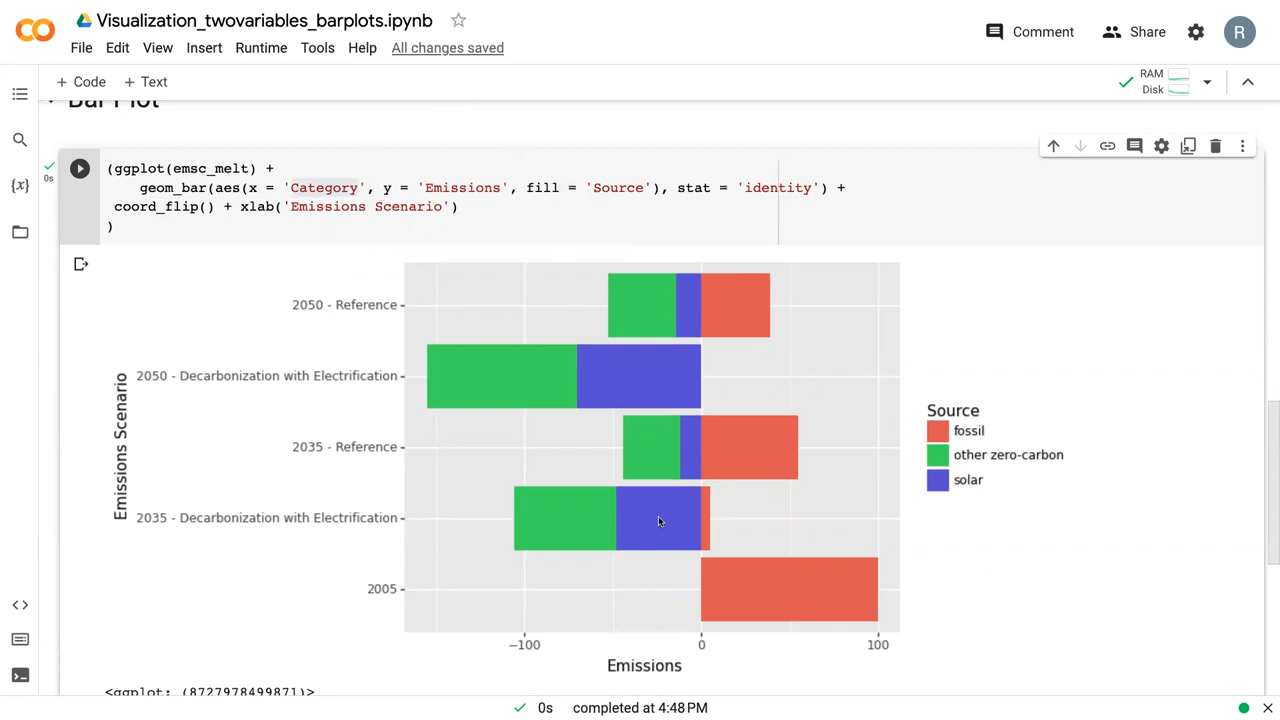 Visualization_twovariables_barplots.ipynb
File Edit View Insert Runtime Tools Help All changes saved
Comment Share R
+ Code + Text
RAM
Disk
Bar Plot
0s
{x}
(ggplot(emsc_melt) +
geom_bar(aes(x = 'Category', y = 'Emissions', fill = 'Source'), stat = 'identity') +
coord_flip() + xlab('Emissions Scenario')
)
2050 - Reference
2050 - Decarbonization with Electrification
2035 - Reference
2035 - Decarbonization with Electrification
2005
Emissions Scenario
−100 0 100
Emissions
Source
fossil
other zero-carbon
solar
<ggplot: (8727978499871)>
0s completed at 4:48 PM